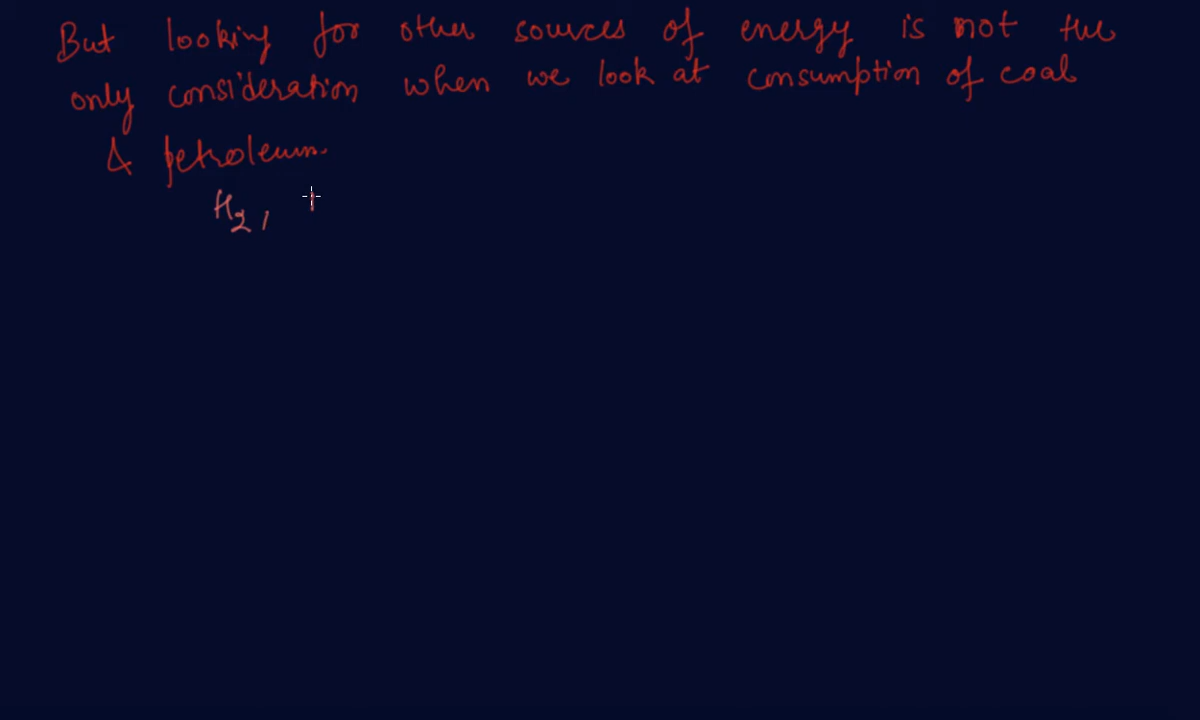 But looking for other sources of energy is not the
only consideration when we look at consumption of coal
& petroleum.
H2,